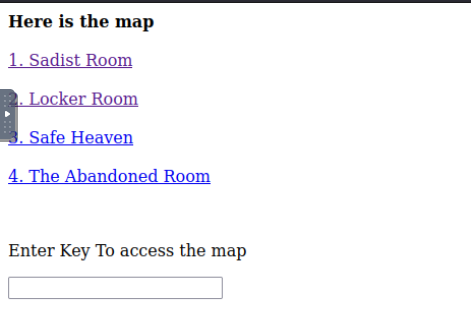 Here is the map
1. Sadist Room
2. Locker Room
3. Safe Heaven
4. The Abandoned Room
Enter Key To access the map